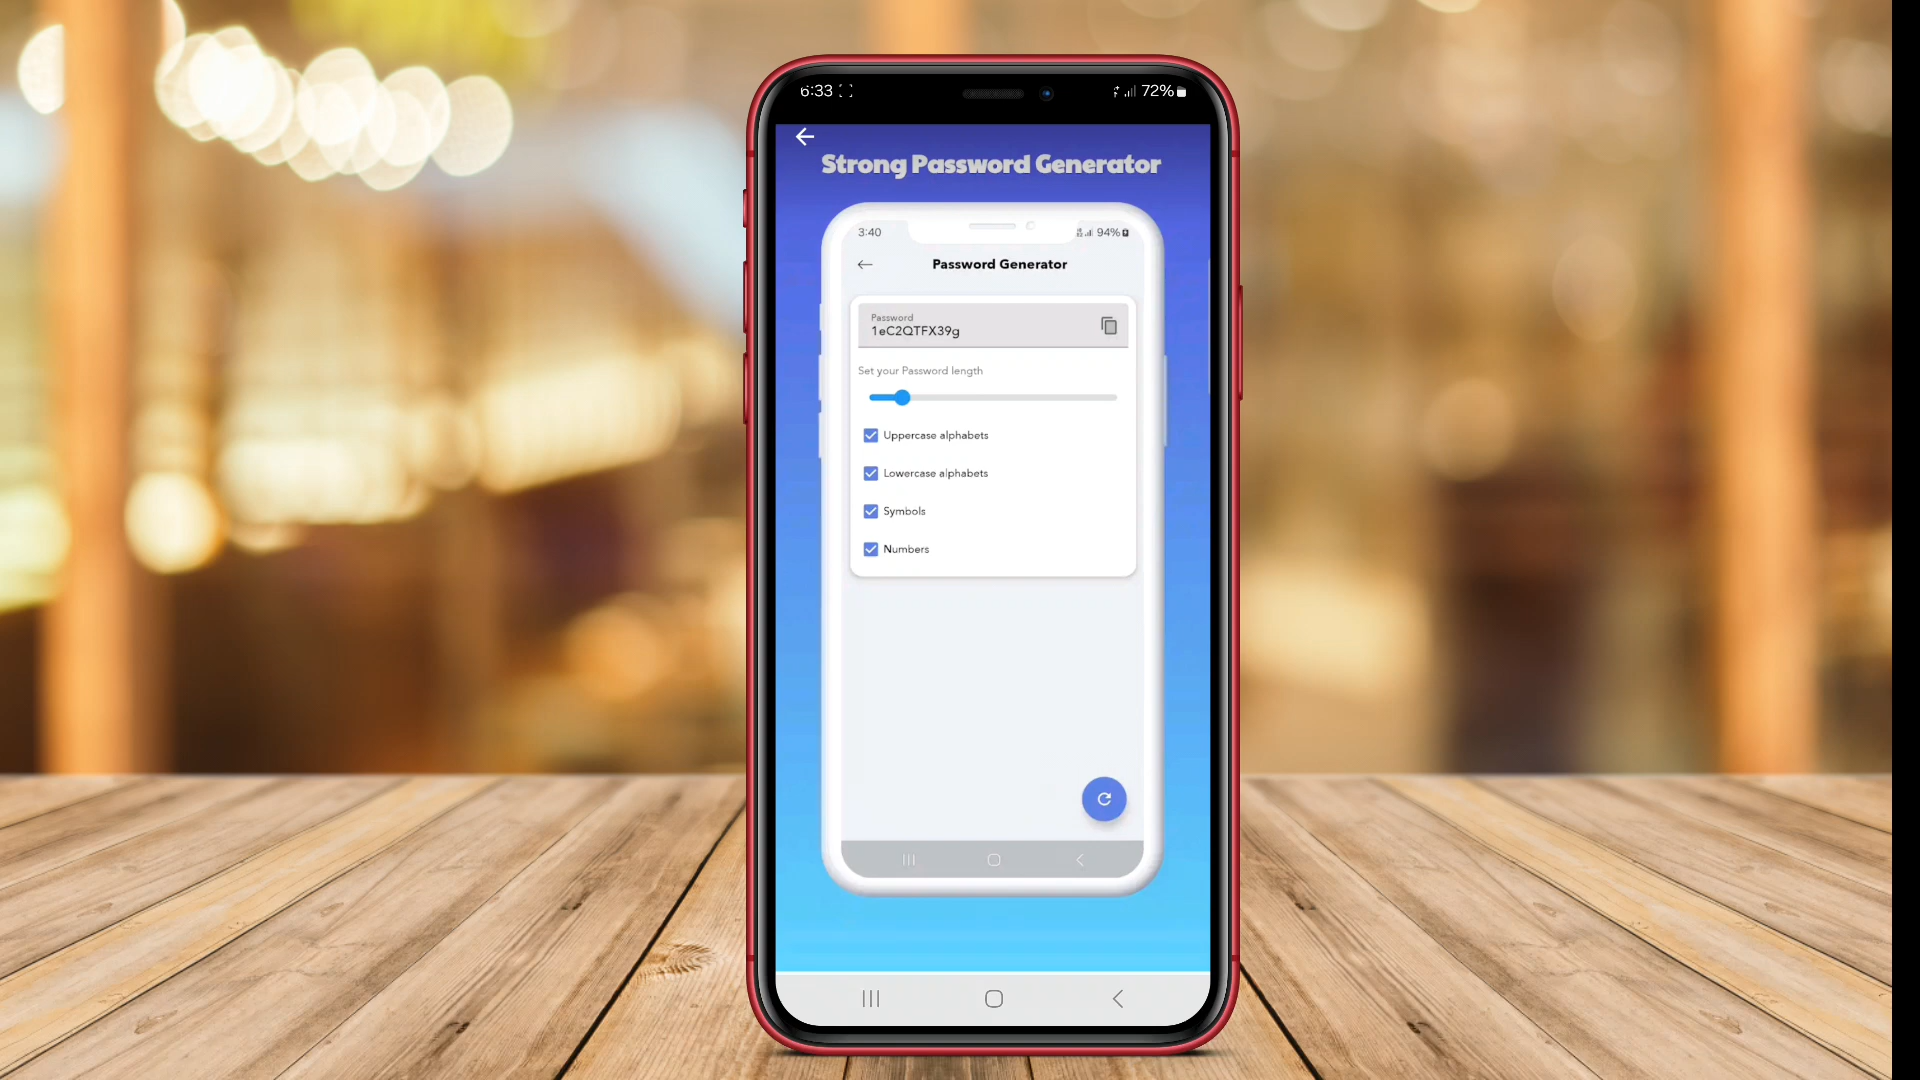 6:33 72%
Strong Password Generator
3:40 94%
Password Generator
Password
1eC2QTFX39g
Set your Password length
Uppercase alphabets
Lowercase alphabets
Symbols
Numbers